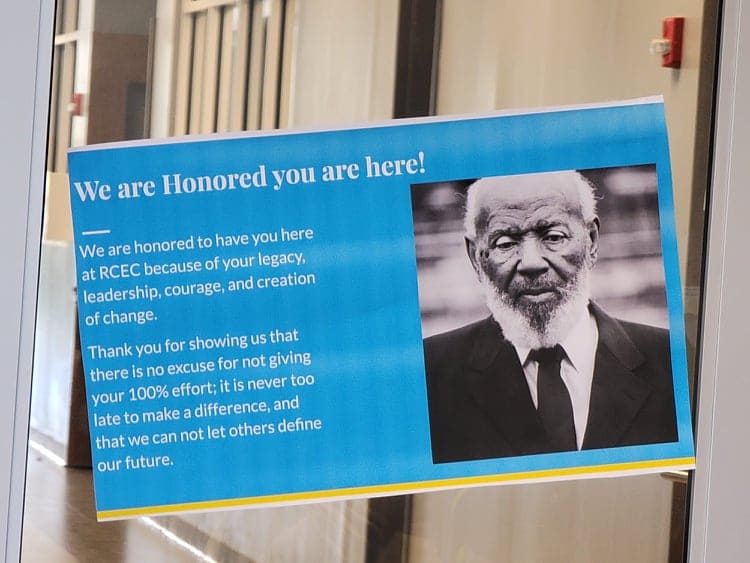 We are Honored you are here!
We are honored to have you here
at RCEC because of your legacy,
leadership, courage, and creation
of change.
Thank you for showing us that
there is no excuse for not giving
your 100% effort; it is never too
late to make a difference, and
that we can not let others define
our future.